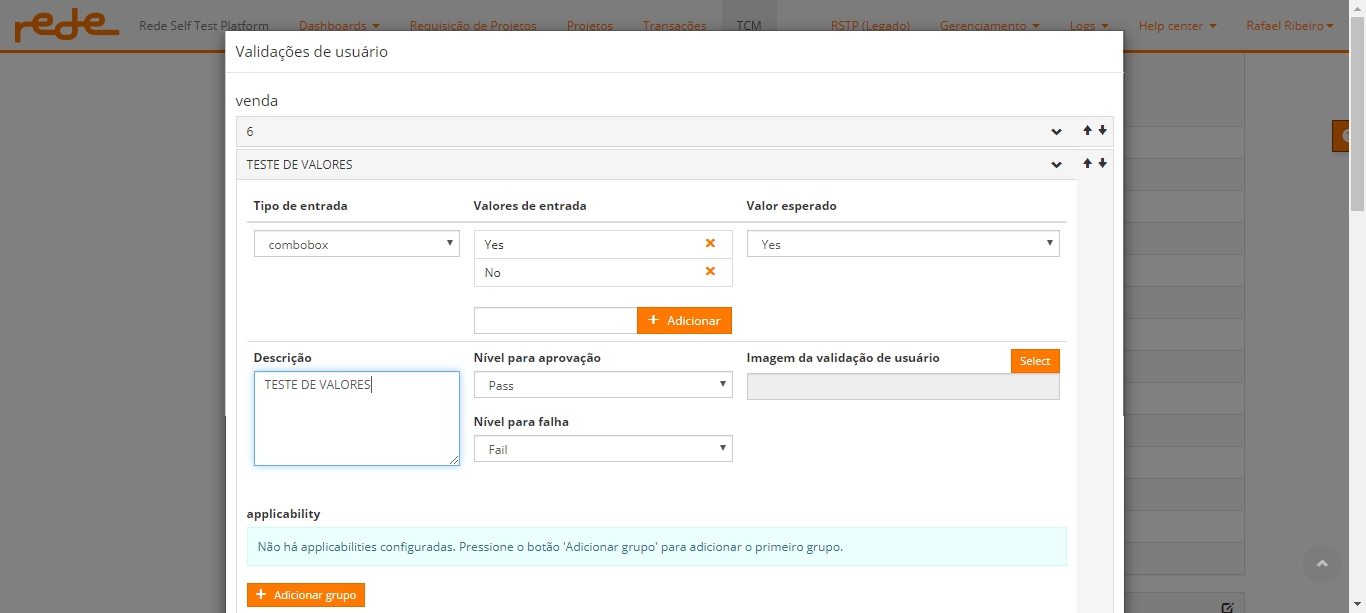 rede
Rede Self Test Platform Dashboards Requisição de Projetos Projetos Transações TCM RSTP (Legado) Gerenciamento Logs Help center Rafael Ribeiro
Validações de usuário
venda
6
TESTE DE VALORES
Tipo de entrada Valores de entrada Valor esperado
combobox Yes Yes
No
+ Adicionar
Descrição Nível para aprovação Imagem da validação de usuário Select
TESTE DE VALORES Pass
Nível para falha
Fail
applicability
Não há applicabilities configuradas. Pressione o botão 'Adicionar grupo' para adicionar o primeiro grupo.
+ Adicionar grupo